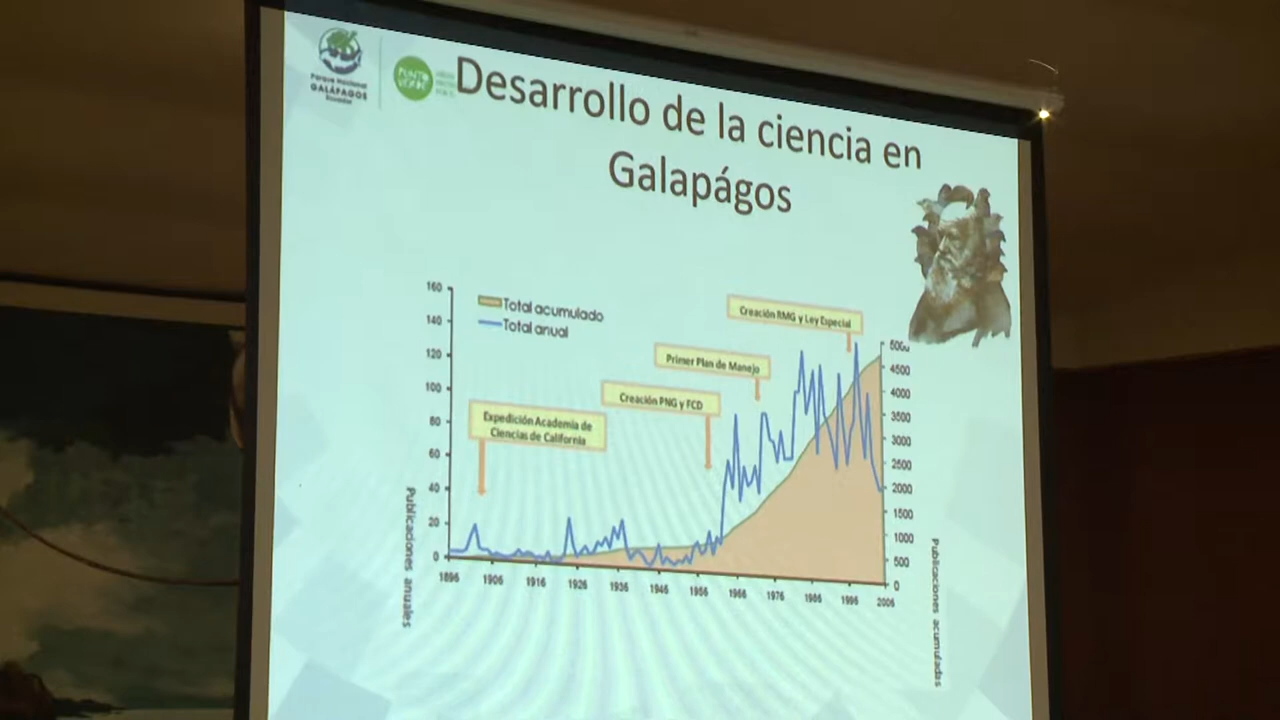 Parque Nacional
GALÁPAGOS
Ecuador
PUNTO
VERDE
Desarrollo de la ciencia en
Galapágos
160
140
120
100
80
60
40
20
0
Total acumulado
Total anual
Expedición Academia de
Ciencias de California
Creación PNG y FCD
Primer Plan de Manejo
Creación RMG y Ley Especial
5000
4500
4000
3500
3000
2500
2000
1500
1000
500
0
1896 1906 1916 1926 1936 1946 1956 1966 1976 1986 1996 2006
Publicaciones anuales
Publicaciones acumuladas